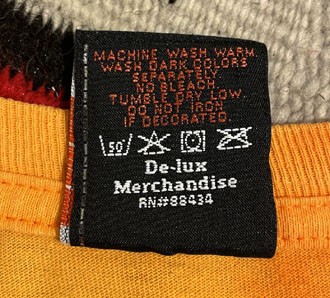 MACHINE WASH WARM.
WASH DARK COLORS
SEPARATELY
NO BLEACH
TUMBLE DRY LOW.
DO NOT IRON
IF DECORATED.
50°
De-lux
Merchandise
RN#88434